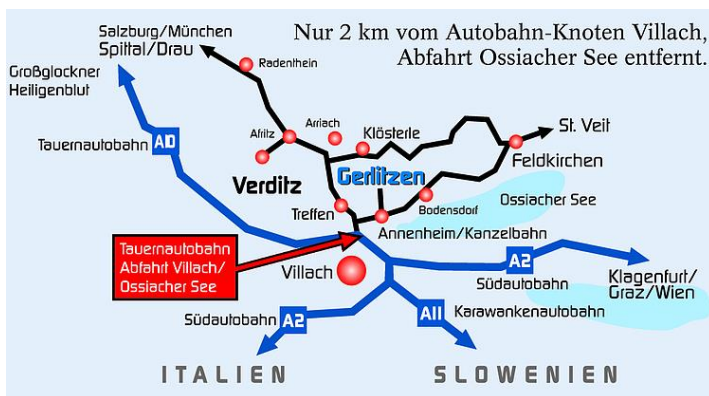 Nur 2 km vom Autobahn-Knoten Villach,
Abfahrt Ossiacher See entfernt.
Salzburg/München
Spittal/Drau
Radenthein
Großglockner
Heiligenblut
Tauernautobahn
A10
Afritz
Arriach
Klösterle
St. Veit
Feldkirchen
Verditz
Gerlitzen
Treffen
Bodensdorf
Ossiacher See
Annenheim/Kanzelbahn
Tauernautobahn
Abfahrt Villach/
Ossiacher See
Villach
A2
Südautobahn
Klagenfurt/
Graz/Wien
Südautobahn
A2
A11
Karawankenautobahn
ITALIEN
SLOWENIEN